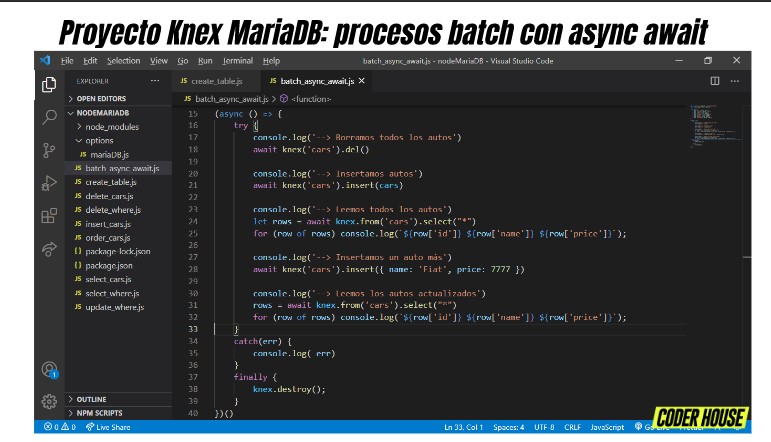 Proyecto Knex MariaDB: procesos batch con async await
File Edit Selection View Go Run Terminal Help
batch_async_await.js - nodeMariaDB - Visual Studio Code
EXPLORER
OPEN EDITORS
NODEMARIADB
node_modules
options
JS mariaDB.js
JS batch_async_await.js
JS create_table.js
JS delete_cars.js
JS delete_where.js
JS insert_cars.js
JS order_cars.js
{} package-lock.json
{} package.json
JS select_cars.js
JS select_where.js
JS update_where.js
OUTLINE
NPM SCRIPTS
JS create_table.js
JS batch_async_await.js
JS batch_async_await.js > <function>
15 (async () => {
16 try {
17 console.log('--> Borramos todos los autos')
18 await knex('cars').del()
19
20 console.log('--> Insertamos autos')
21 await knex('cars').insert(cars)
22
23 console.log('--> Leemos todos los autos')
24 let rows = await knex.from('cars').select("*")
25 for (row of rows) console.log(`${row['id']} ${row['name']} ${row['price']}`);
26
27 console.log('--> Insertamos un auto más')
28 await knex('cars').insert({ name: 'Fiat', price: 7777 })
29
30 console.log('--> Leemos los autos actualizados')
31 rows = await knex.from('cars').select("*")
32 for (row of rows) console.log(`${row['id']} ${row['name']} ${row['price']}`);
33 }
34 catch(err) {
35 console.log( err)
36 }
37 finally {
38 knex.destroy();
39 }
40 })()
1
0 0 Live Share
Ln 33, Col 1 Spaces: 4 UTF-8 CRLF JavaScript
CODER HOUSE